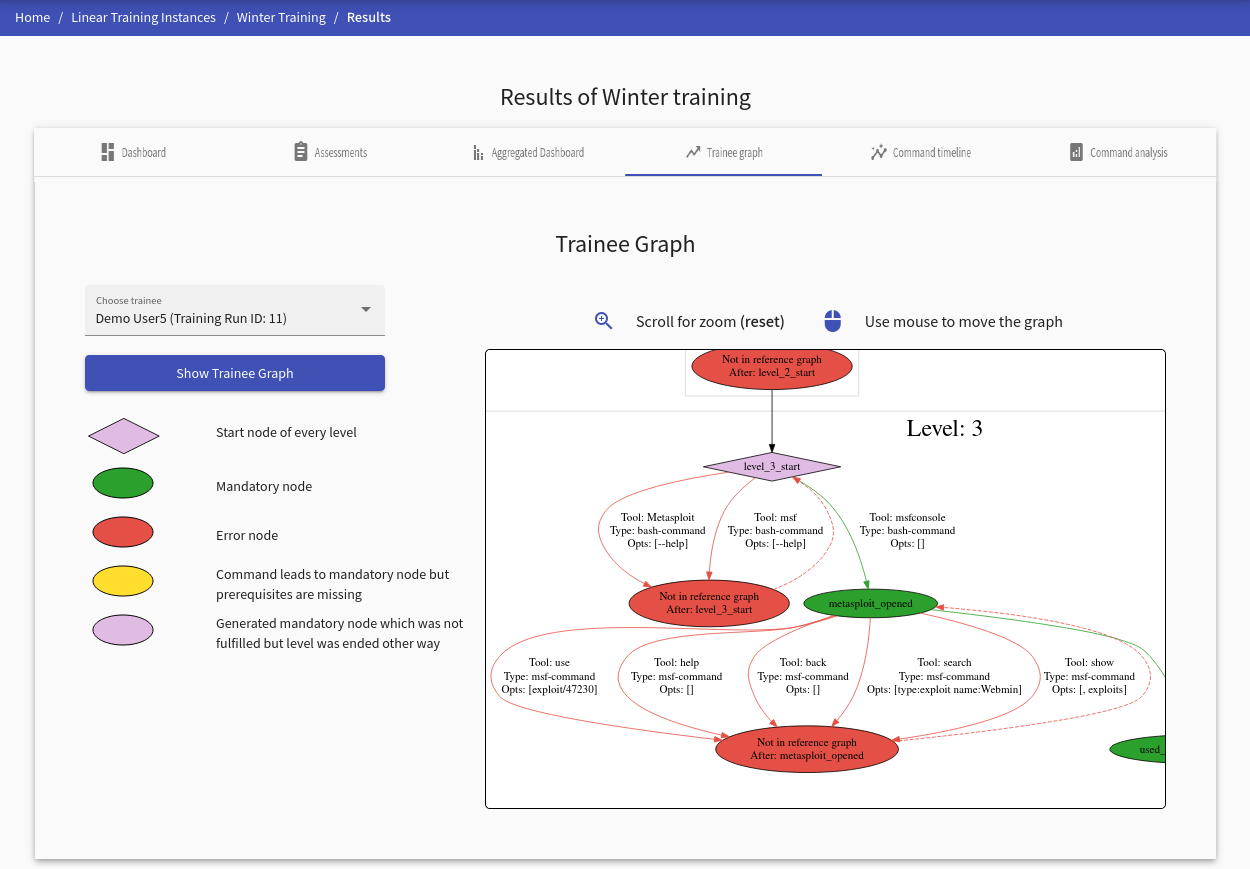 Home / Linear Training Instances / Winter Training / Results
Results of Winter training
Dashboard
Assessments
Aggregated Dashboard
Trainee graph
Command timeline
Command analysis
Trainee Graph
Choose trainee
Demo User5 (Training Run ID: 11)
Show Trainee Graph
Start node of every level
Mandatory node
Error node
Command leads to mandatory node but
prerequisites are missing
Generated mandatory node which was not
fulfilled but level was ended other way
Scroll for zoom (reset)
Use mouse to move the graph
Not in reference graph
After: level_2_start
Level: 3
level_3_start
Tool: Metasploit
Type: bash-command
Opts: [--help]
Tool: msf
Type: bash-command
Opts: [--help]
Tool: msfconsole
Type: bash-command
Opts: []
Not in reference graph
After: level_3_start
metasploit_opened
Tool: use
Type: msf-command
Opts: [exploit/47230]
Tool: help
Type: msf-command
Opts: []
Tool: back
Type: msf-command
Opts: []
Tool: search
Type: msf-command
Opts: [type:exploit name:Webmin]
Tool: show
Type: msf-command
Opts: [, exploits]
Not in reference graph
After: metasploit_opened
used_